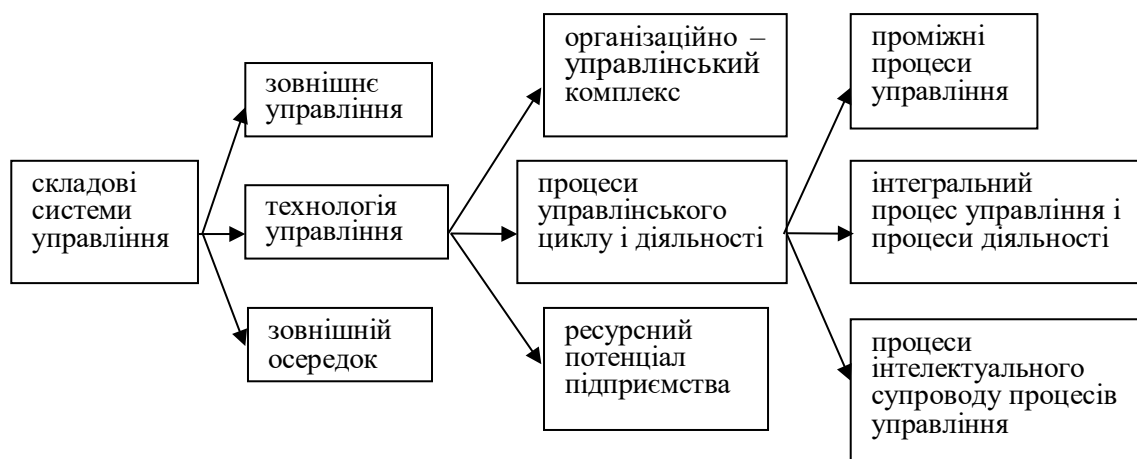 складові
системи
управління
зовнішнє
управління
технологія
управління
зовнішній
осередок
організаційно –
управлінський
комплекс
процеси
управлінського
циклу і діяльності
ресурсний
потенціал
підприємства
проміжні
процеси
управління
інтегральний
процес управління і
процеси діяльності
процеси
інтелектуального
супроводу процесів
управління